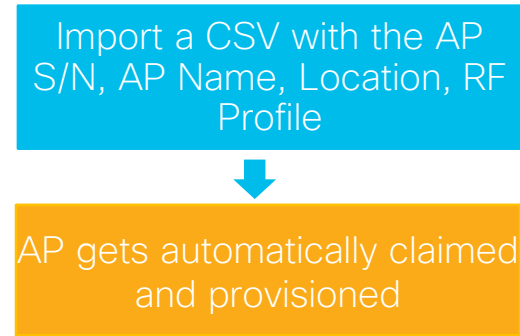 Import a CSV with the AP
S/N, AP Name, Location, RF
Profile
AP gets automatically claimed
and provisioned